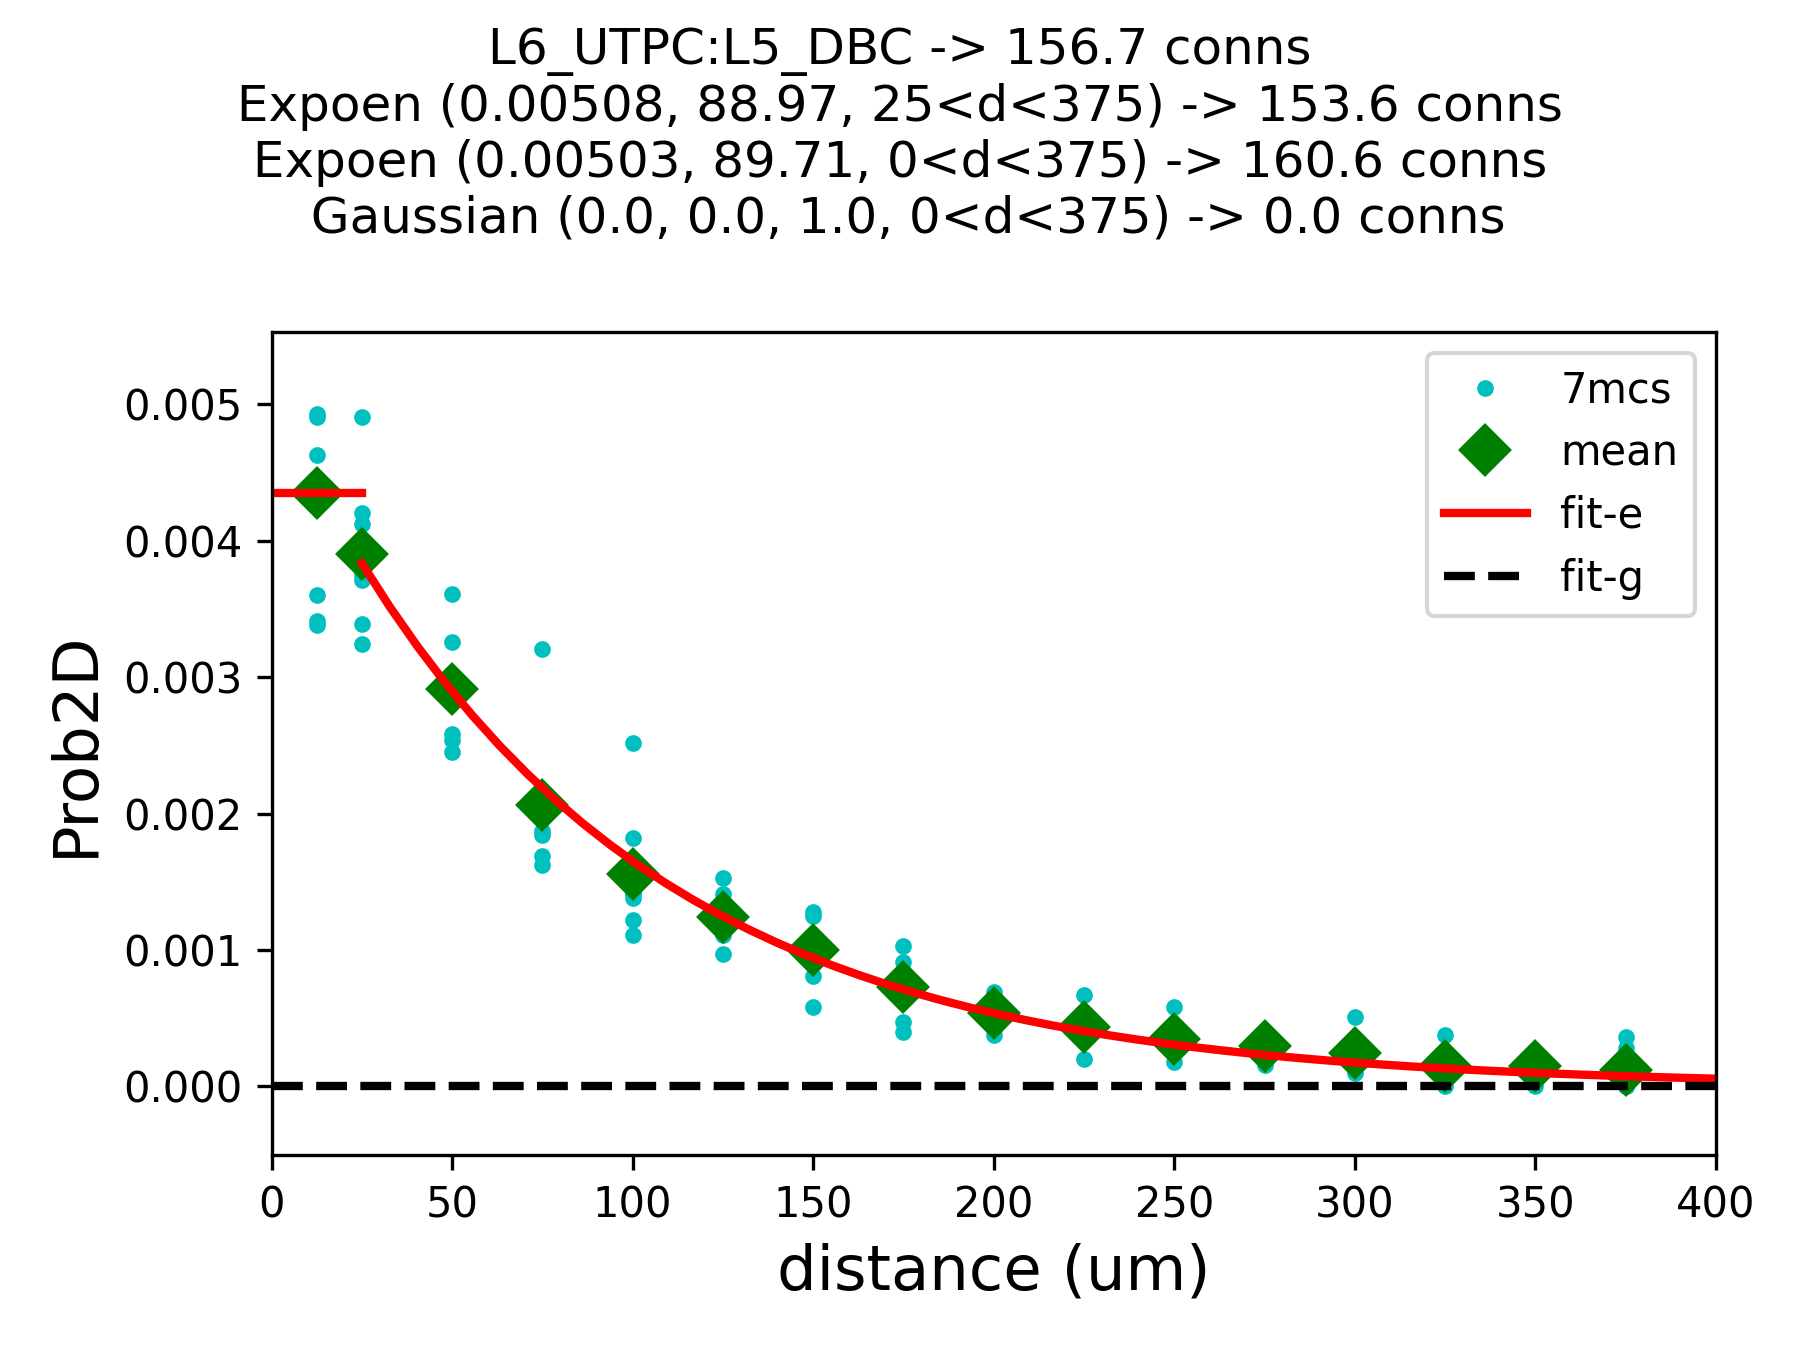 L6_UTPC:L5_DBC -> 156.7 conns
Expoen (0.00508, 88.97, 25<d<375) -> 153.6 conns
Expoen (0.00503, 89.71, 0<d<375) -> 160.6 conns
Gaussian (0.0, 0.0, 1.0, 0<d<375) -> 0.0 conns
7mcs
mean
fit-e
fit-g
Prob2D
0.005
0.004
0.003
0.002
0.001
0.000
0 50 100 150 200 250 300 350 400
distance (um)